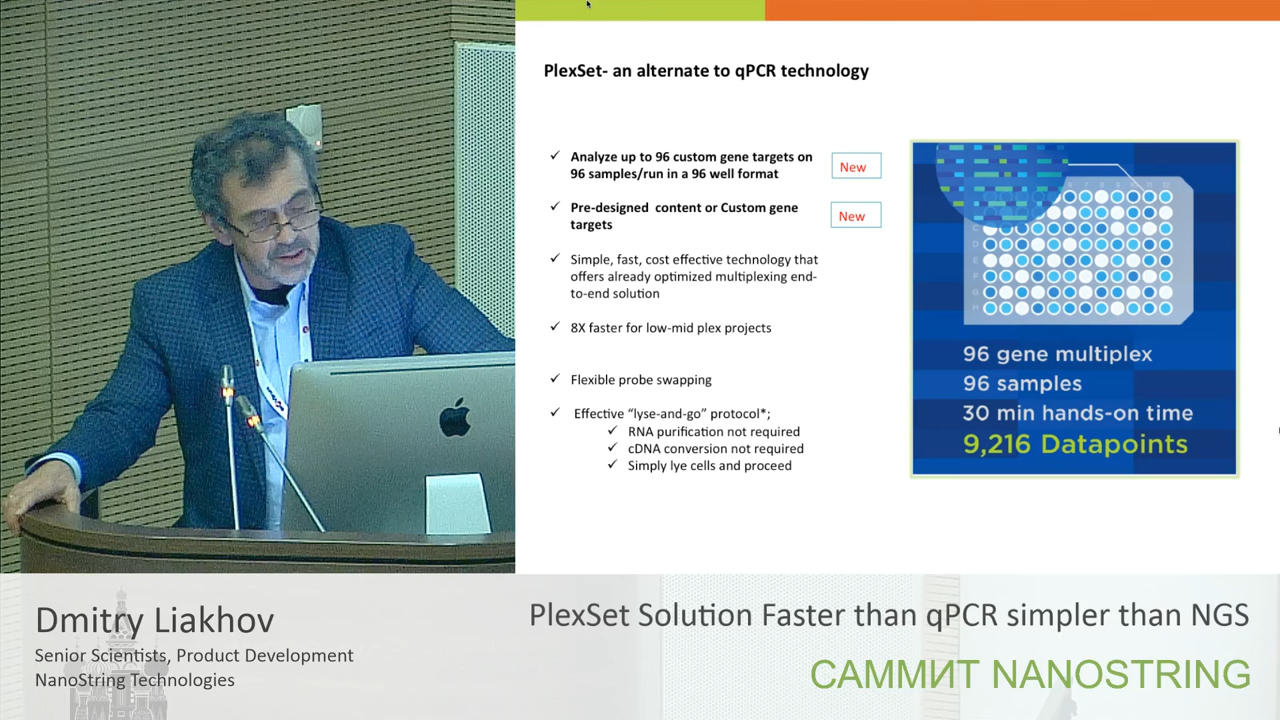 PlexSet- an alternate to qPCR technology
Analyze up to 96 custom gene targets on
96 samples/run in a 96 well format
New
Pre-designed content or Custom gene
targets
New
Simple, fast, cost effective technology that
offers already optimized multiplexing end-
to-end solution
8X faster for low-mid plex projects
Flexible probe swapping
Effective “lyse-and-go” protocol*;
RNA purification not required
cDNA conversion not required
Simply lye cells and proceed
96 gene multiplex
96 samples
30 min hands-on time
9,216 Datapoints
Dmitry Liakhov
Senior Scientists, Product Development
NanoString Technologies
PlexSet Solution Faster than qPCR simpler than NGS
САММИТ NANOSTRING